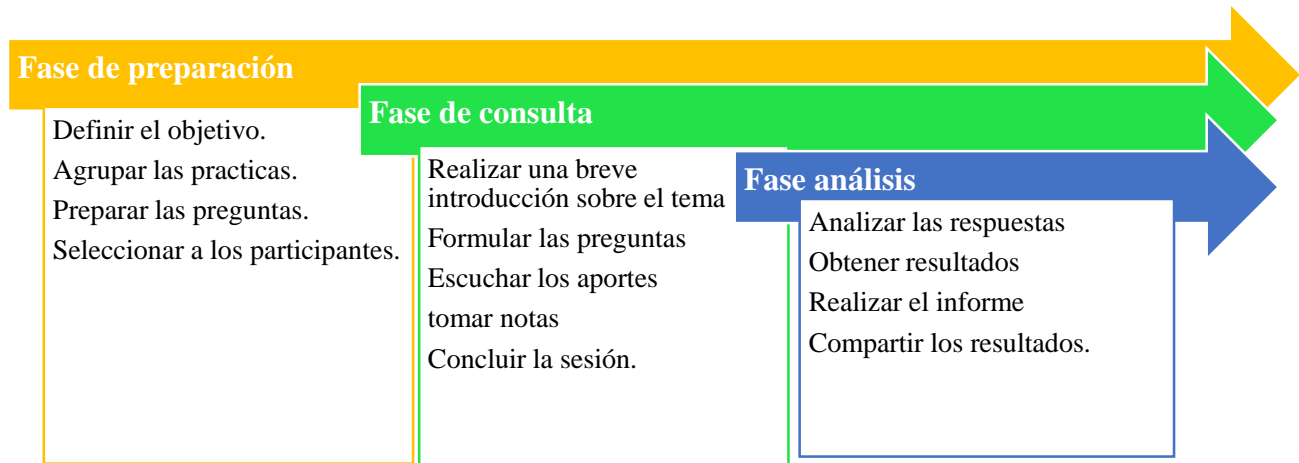 Fase de preparación
Definir el objetivo.
Agrupar las practicas.
Preparar las preguntas.
Seleccionar a los participantes.
Fase de consulta
Realizar una breve
introducción sobre el tema
Formular las preguntas
Escuchar los aportes
tomar notas
Concluir la sesión.
Fase análisis
Analizar las respuestas
Obtener resultados
Realizar el informe
Compartir los resultados.